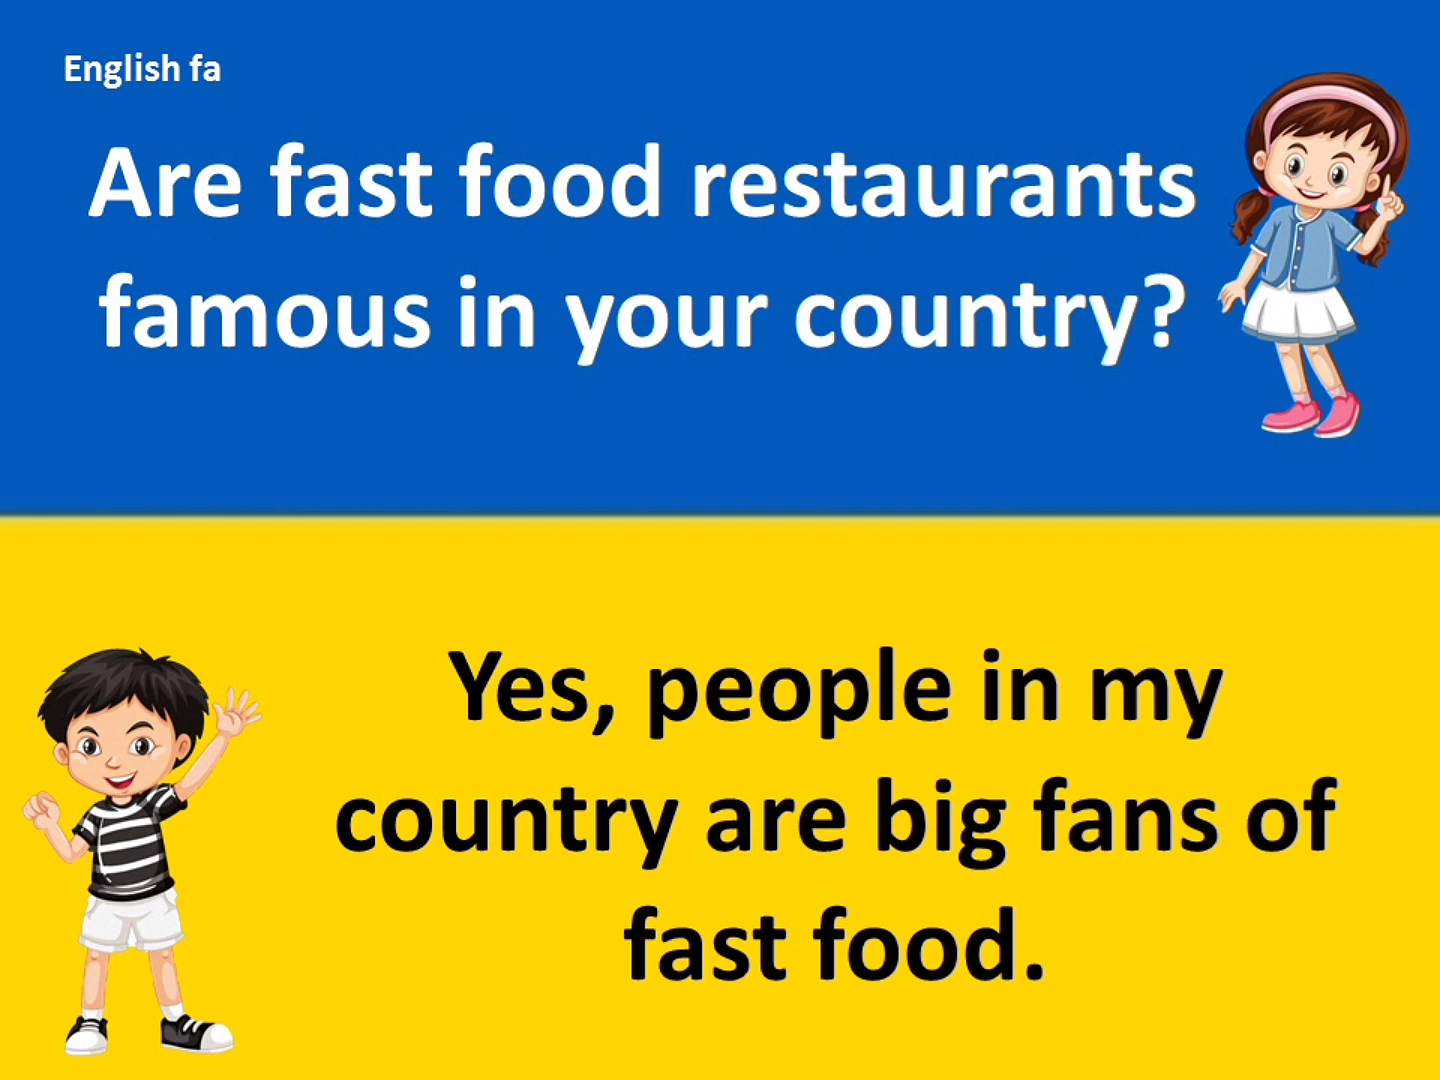 English fa
Are fast food restaurants
famous in your country?
Yes, people in my
country are big fans of
fast food.